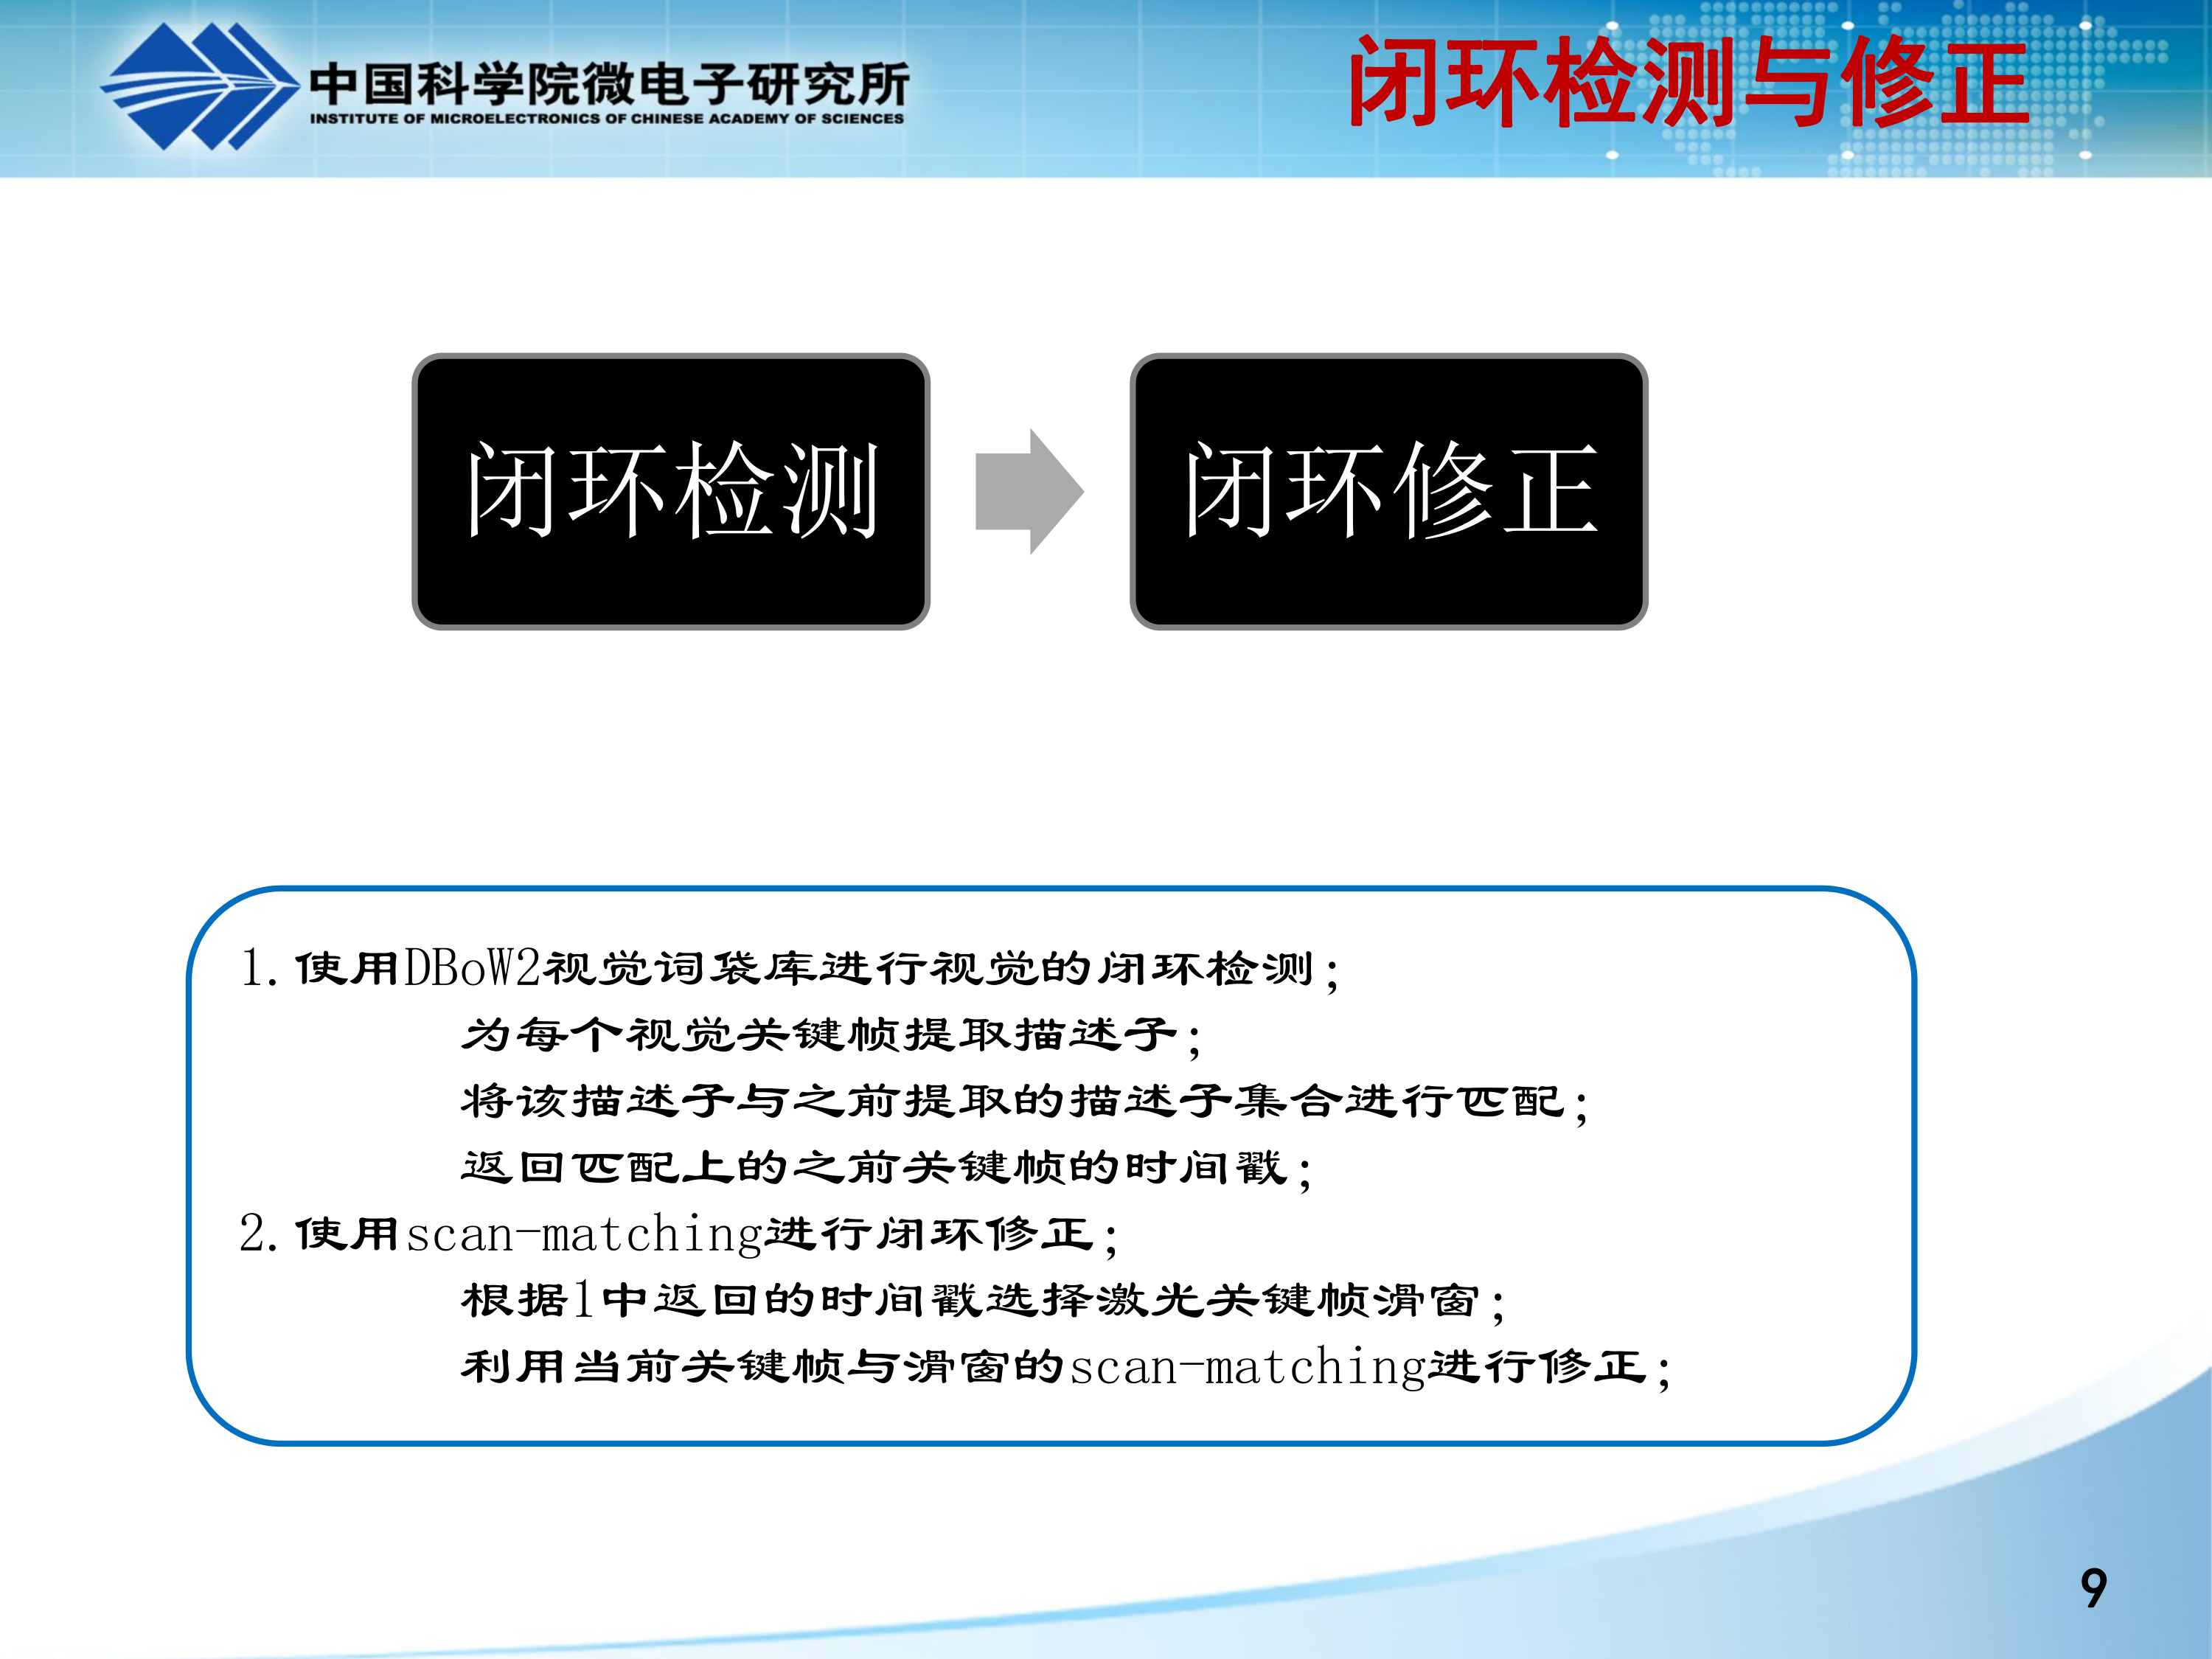 中国科学院微电子研究所
INSTITUTE OF MICROELECTRONICS OF CHINESE ACADEMY OF SCIENCES
闭环检测与修正
闭环检测
闭环修正
1.使用DBoW2视觉词袋库进行视觉的闭环检测；
为每个视觉关键帧提取描述子；
将该描述子与之前提取的描述子集合进行匹配；
返回匹配上的之前关键帧的时间戳；
2.使用scan-matching进行闭环修正；
根据1中返回的时间戳选择激光关键帧滑窗；
利用当前关键帧与滑窗的scan-matching进行修正；
9